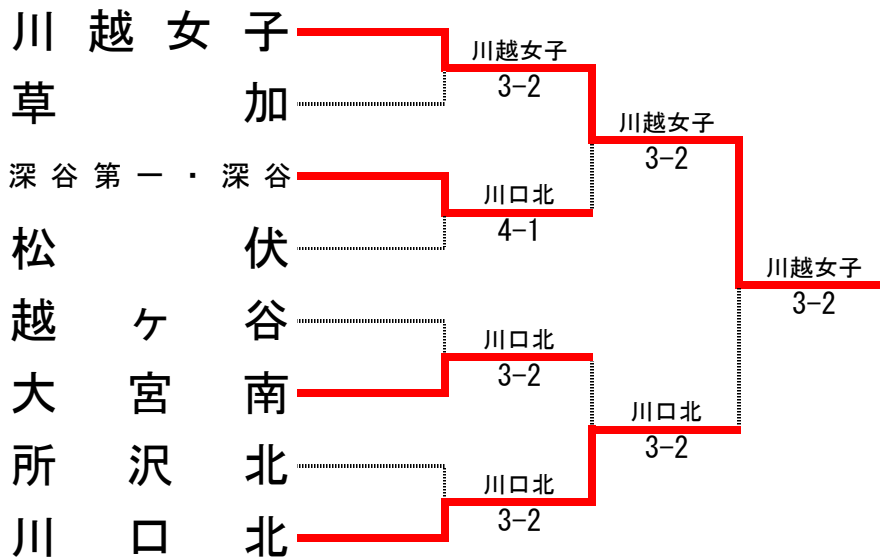 川越女子
草加
深谷第一・深谷
松伏
越ヶ谷
大宮南
所沢北
川口北
川越女子
3-2
川口北
4-1
川口北
3-2
川口北
3-2
川越女子
3-2
川口北
3-2
川越女子
3-2